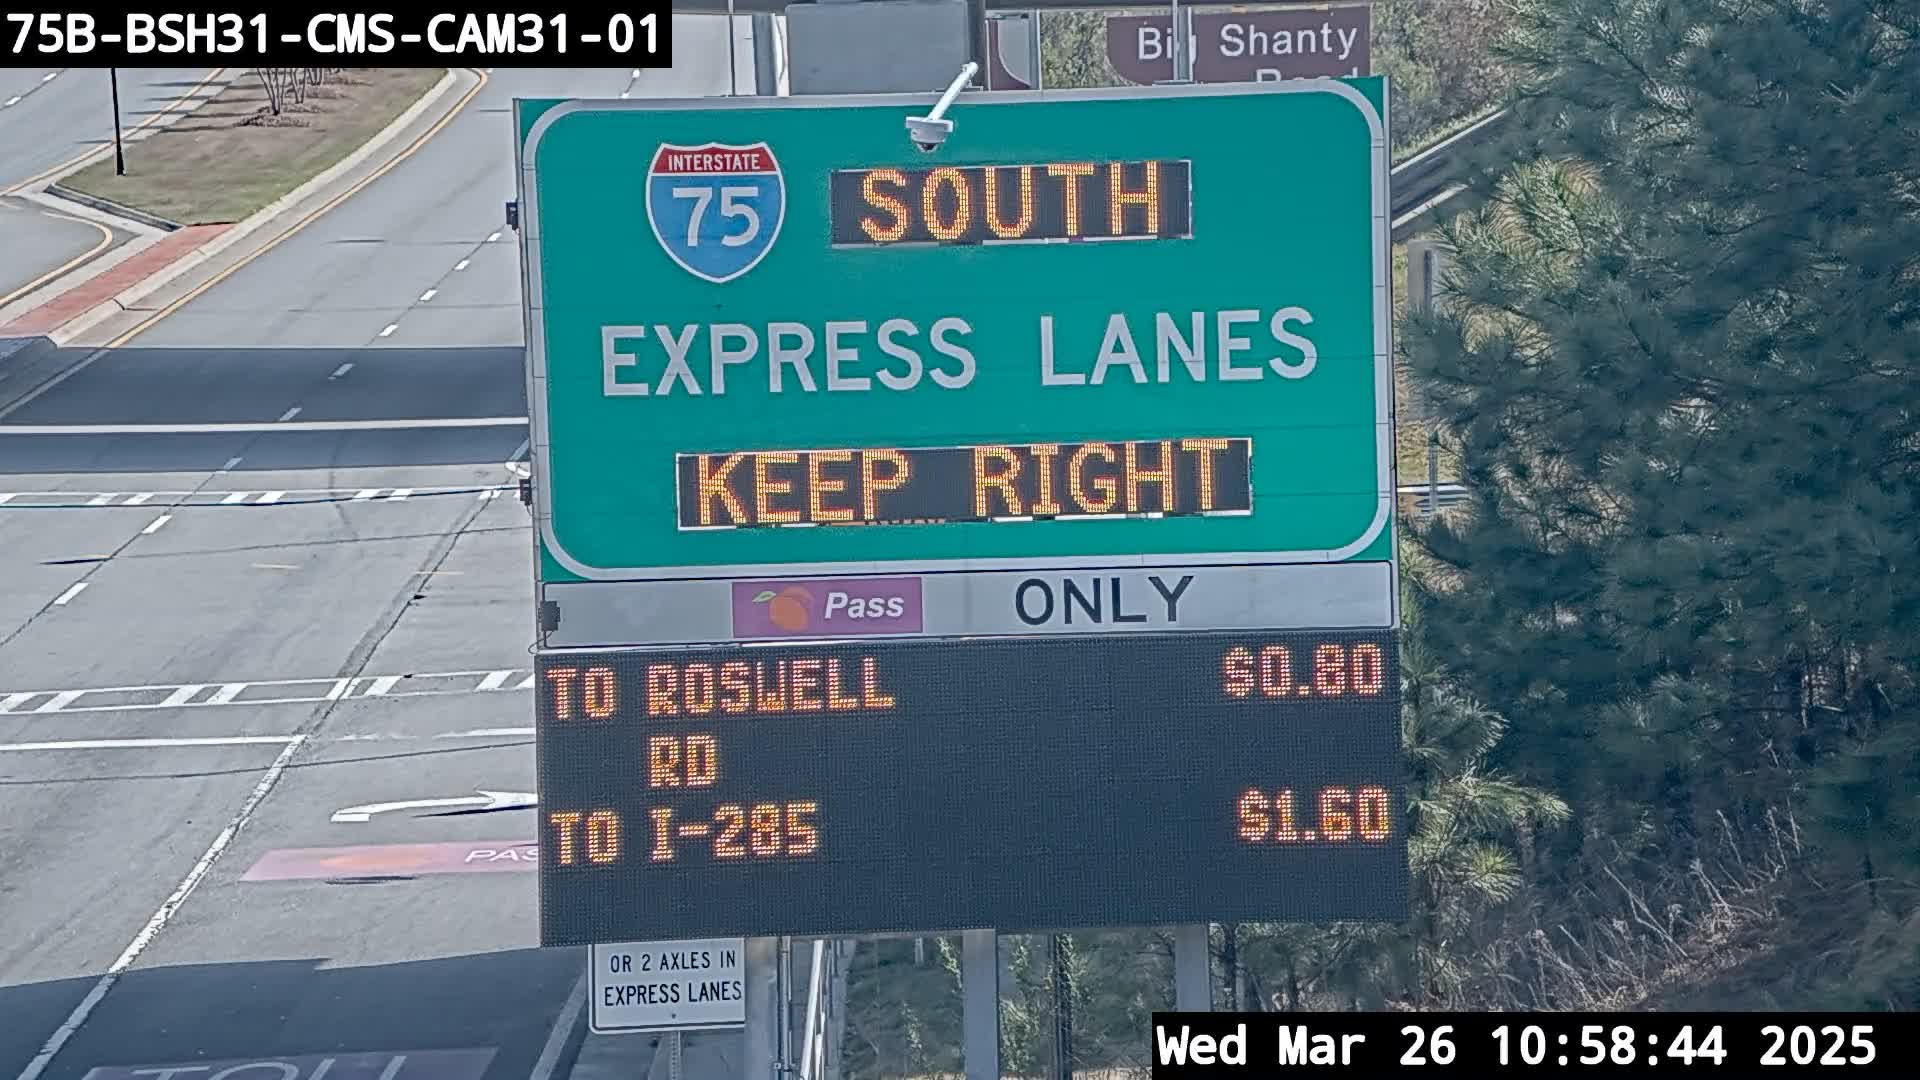 75B-BSH31-CMS-CAM31-01
Big Shanty
Road
INTERSTATE
75
SOUTH
EXPRESS LANES
KEEP RIGHT
Pass
ONLY
TO ROSWELL $0.80
RD
TO I-285 $1.60
OR 2 AXLES IN
EXPRESS LANES
TOLL
Wed Mar 26 10:58:44 2025